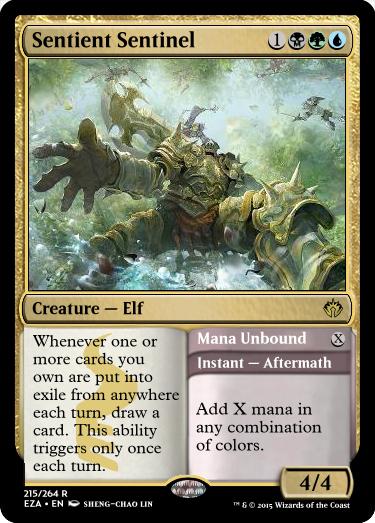 Sentient Sentinel 1
Creature — Elf
Whenever one or
more cards you
own are put into
exile from anywhere
each turn, draw a
card. This ability
triggers only once
each turn.
Mana Unbound X
Instant — Aftermath
Add X mana in
any combination
of colors.
4/4
215/264 R
EZA • EN SHENG-CHAO LIN
™ & © 2015 Wizards of the Coast